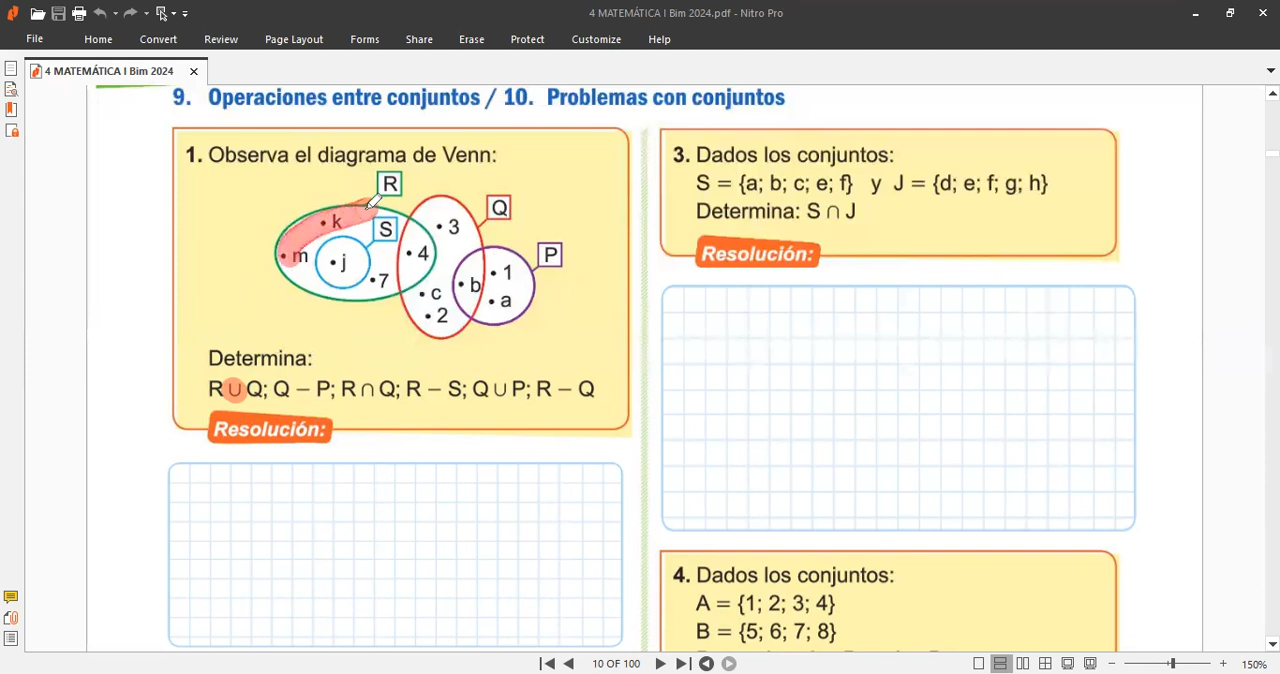 4 MATEMÁTICA I Bim 2024.pdf - Nitro Pro
File Home Convert Review Page Layout Forms Share Erase Protect Customize Help
4 MATEMÁTICA I Bim 2024
9. Operaciones entre conjuntos / 10. Problemas con conjuntos
1. Observa el diagrama de Venn:
R
Q
S
P
• k
• 3
• m
• j
• 4
• 7
• c
• 2
• b
• 1
• a
Determina:
R ∪ Q; Q − P; R ∩ Q; R − S; Q ∪ P; R − Q
Resolución:
3. Dados los conjuntos:
S = {a; b; c; e; f} y J = {d; e; f; g; h}
Determina: S ∩ J
Resolución:
4. Dados los conjuntos:
A = {1; 2; 3; 4}
B = {5; 6; 7; 8}
10 OF 100
150%